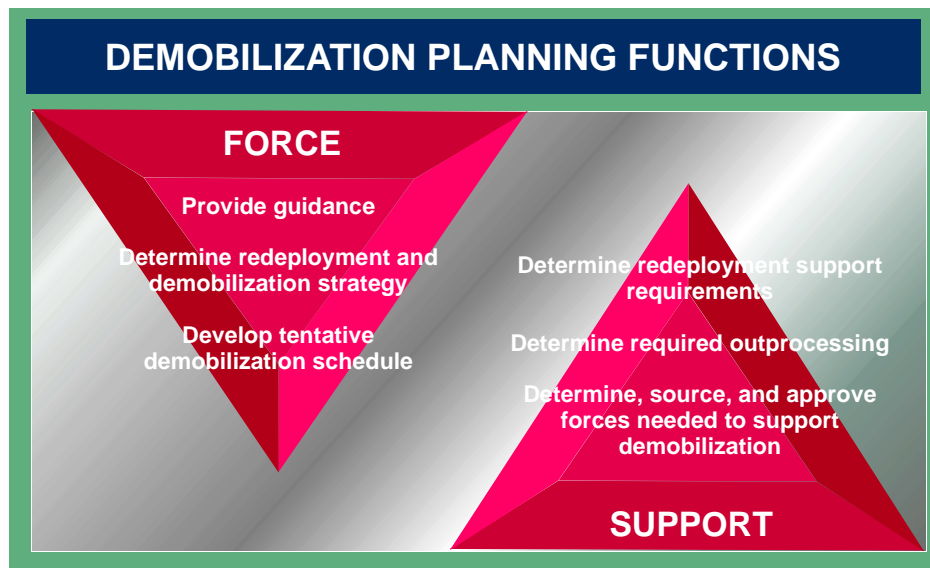 DEMOBILIZATION PLANNING FUNCTIONS
FORCE
Provide guidance
Determine redeployment and
demobilization strategy
Develop tentative
demobilization schedule
Determine redeployment support
requirements
Determine required outprocessing
Determine, source, and approve
forces needed to support
demobilization
SUPPORT